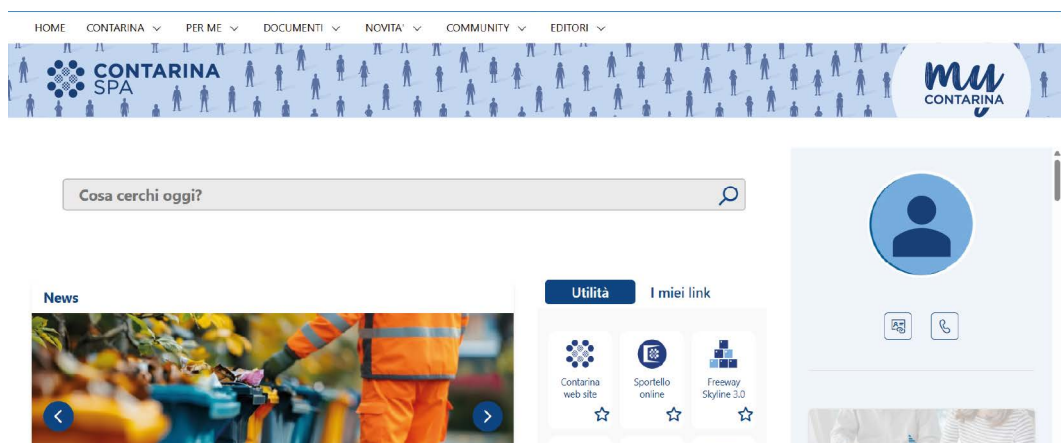 HOME CONTARINA PER ME DOCUMENTI NOVITA' COMMUNITY EDITORI
CONTARINA
SPA
my
CONTARINA
Cosa cerchi oggi?
News
Utilità I miei link
Contarina
web site
Sportello
online
Freeway
Skyline 3.0